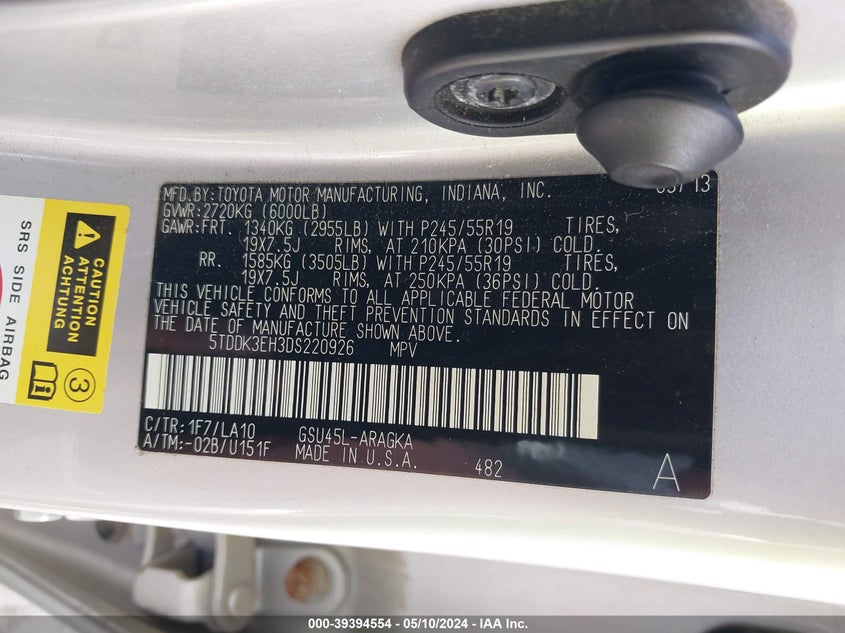 MFD.BY:TOYOTA MOTOR MANUFACTURING, INDIANA, INC. 13
GVWR:2720KG (6000LB)
GAWR:FRT. 1340KG (2955LB) WITH P245/55R19 TIRES,
19X7.5J RIMS, AT 210KPA (30PSI) COLD.
RR. 1585KG (3505LB) WITH P245/55R19 TIRES,
19X7.5J RIMS, AT 250KPA (36PSI) COLD.
THIS VEHICLE CONFORMS TO ALL APPLICABLE FEDERAL MOTOR
VEHICLE SAFETY AND THEFT PREVENTION STANDARDS IN EFFECT ON
THE DATE OF MANUFACTURE SHOWN ABOVE.
5TDDK3EH3DS220926 MPV
C/TR:1F7/LA10 GSU45L-ARAGKA
A/TM:-02B/U151F MADE IN U.S.A. 482 A
SRS SIDE AIRBAG
CAUTION
ATTENTION
ACHTUNG
3
000-39394554 / 05/10/2024 - IAA Inc.